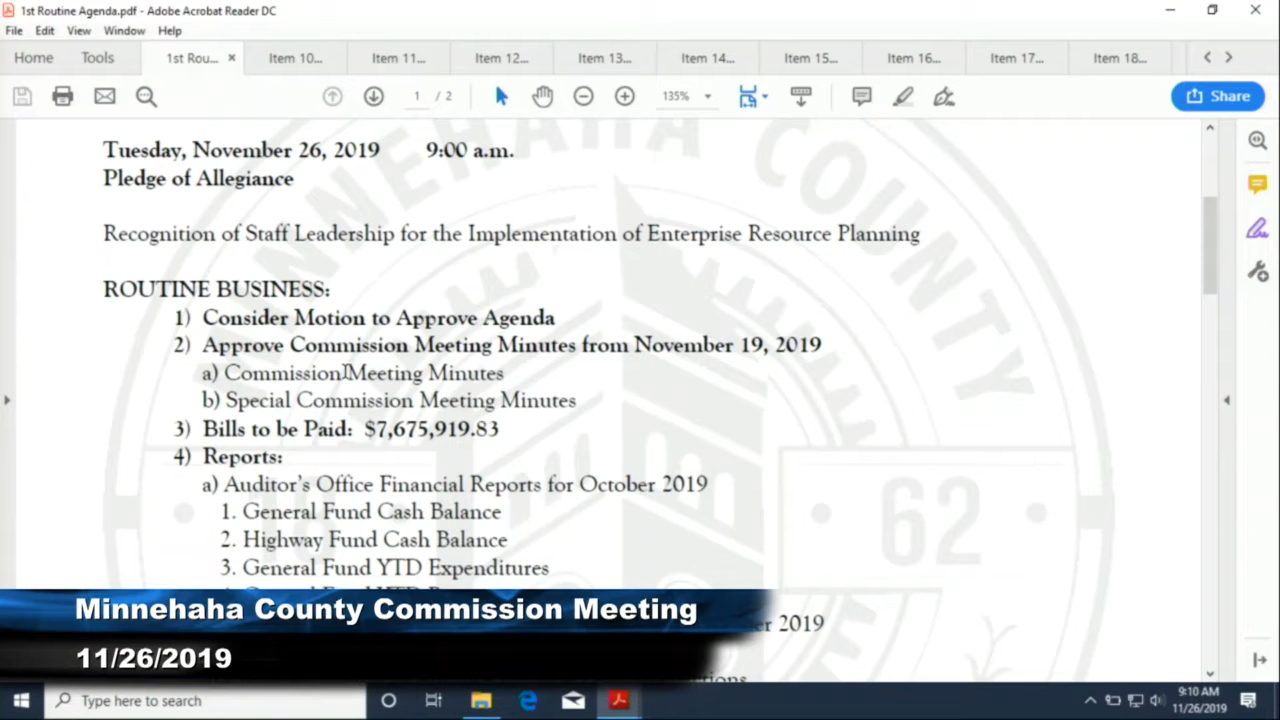 1st Routine Agenda.pdf - Adobe Acrobat Reader DC
File Edit View Window Help
Home Tools 1st Rou... × Item 10... Item 11... Item 12... Item 13... Item 14... Item 15... Item 16... Item 17... Item 18...
1 / 2 135% Share
MINNEHAHA COUNTY
Tuesday, November 26, 2019 9:00 a.m.
Pledge of Allegiance
Recognition of Staff Leadership for the Implementation of Enterprise Resource Planning
ROUTINE BUSINESS:
1) Consider Motion to Approve Agenda
2) Approve Commission Meeting Minutes from November 19, 2019
a) Commission Meeting Minutes
b) Special Commission Meeting Minutes
3) Bills to be Paid: $7,675,919.83
4) Reports:
a) Auditor's Office Financial Reports for October 2019
18 62
1. General Fund Cash Balance
2. Highway Fund Cash Balance
3. General Fund YTD Expenditures
2019
Minnehaha County Commission Meeting
11/26/2019
Type here to search
9:10 AM
11/26/2019